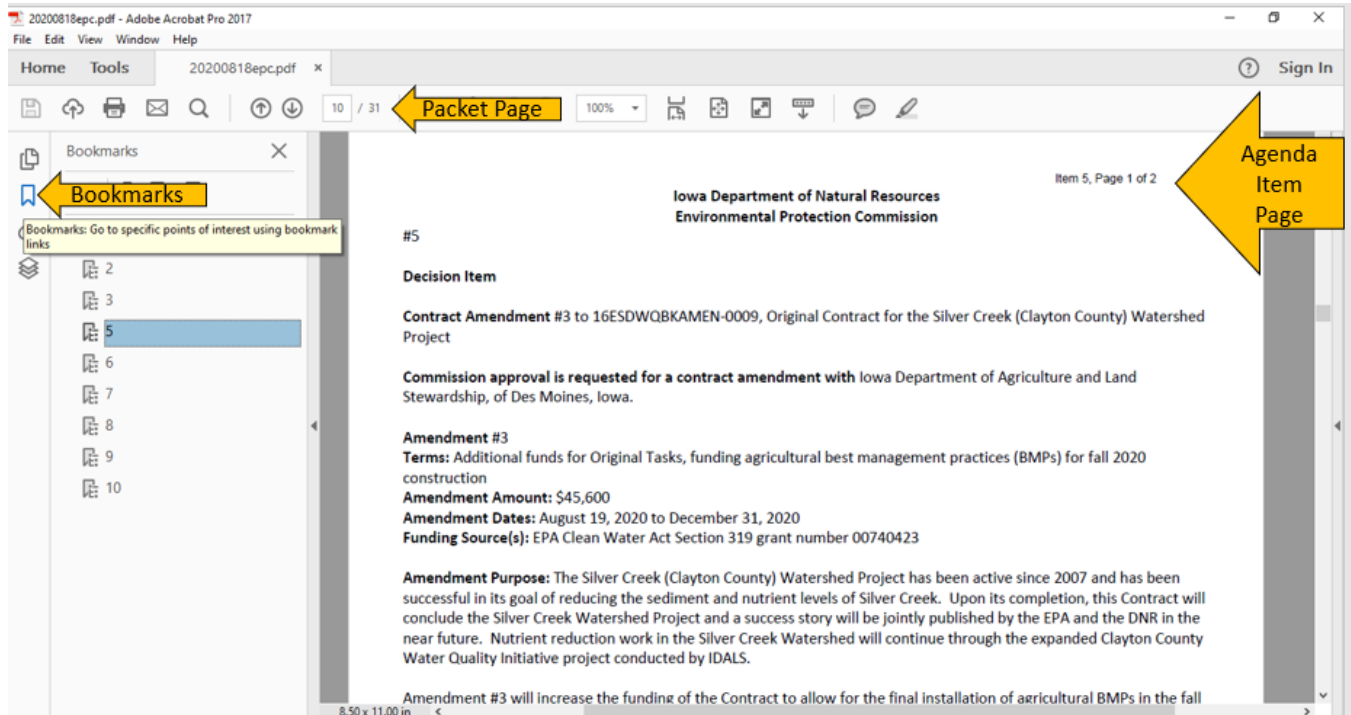 20200818epc.pdf - Adobe Acrobat Pro 2017
File Edit View Window Help
Home Tools 20200818epc.pdf × Sign In
10 / 31 Packet Page 100%
Bookmarks
Bookmarks
Bookmarks: Go to specific points of interest using bookmark
links
2
3
5
6
7
8
9
10
Agenda
Item
Page
Item 5, Page 1 of 2
Iowa Department of Natural Resources
Environmental Protection Commission
#5
Decision Item
Contract Amendment #3 to 16ESDWQBKAMEN-0009, Original Contract for the Silver Creek (Clayton County) Watershed
Project
Commission approval is requested for a contract amendment with Iowa Department of Agriculture and Land
Stewardship, of Des Moines, Iowa.
Amendment #3
Terms: Additional funds for Original Tasks, funding agricultural best management practices (BMPs) for fall 2020
construction
Amendment Amount: $45,600
Amendment Dates: August 19, 2020 to December 31, 2020
Funding Source(s): EPA Clean Water Act Section 319 grant number 00740423
Amendment Purpose: The Silver Creek (Clayton County) Watershed Project has been active since 2007 and has been
successful in its goal of reducing the sediment and nutrient levels of Silver Creek. Upon its completion, this Contract will
conclude the Silver Creek Watershed Project and a success story will be jointly published by the EPA and the DNR in the
near future. Nutrient reduction work in the Silver Creek Watershed will continue through the expanded Clayton County
Water Quality Initiative project conducted by IDALS.
Amendment #3 will increase the funding of the Contract to allow for the final installation of agricultural BMPs in the fall
8.50 x 11.00 in